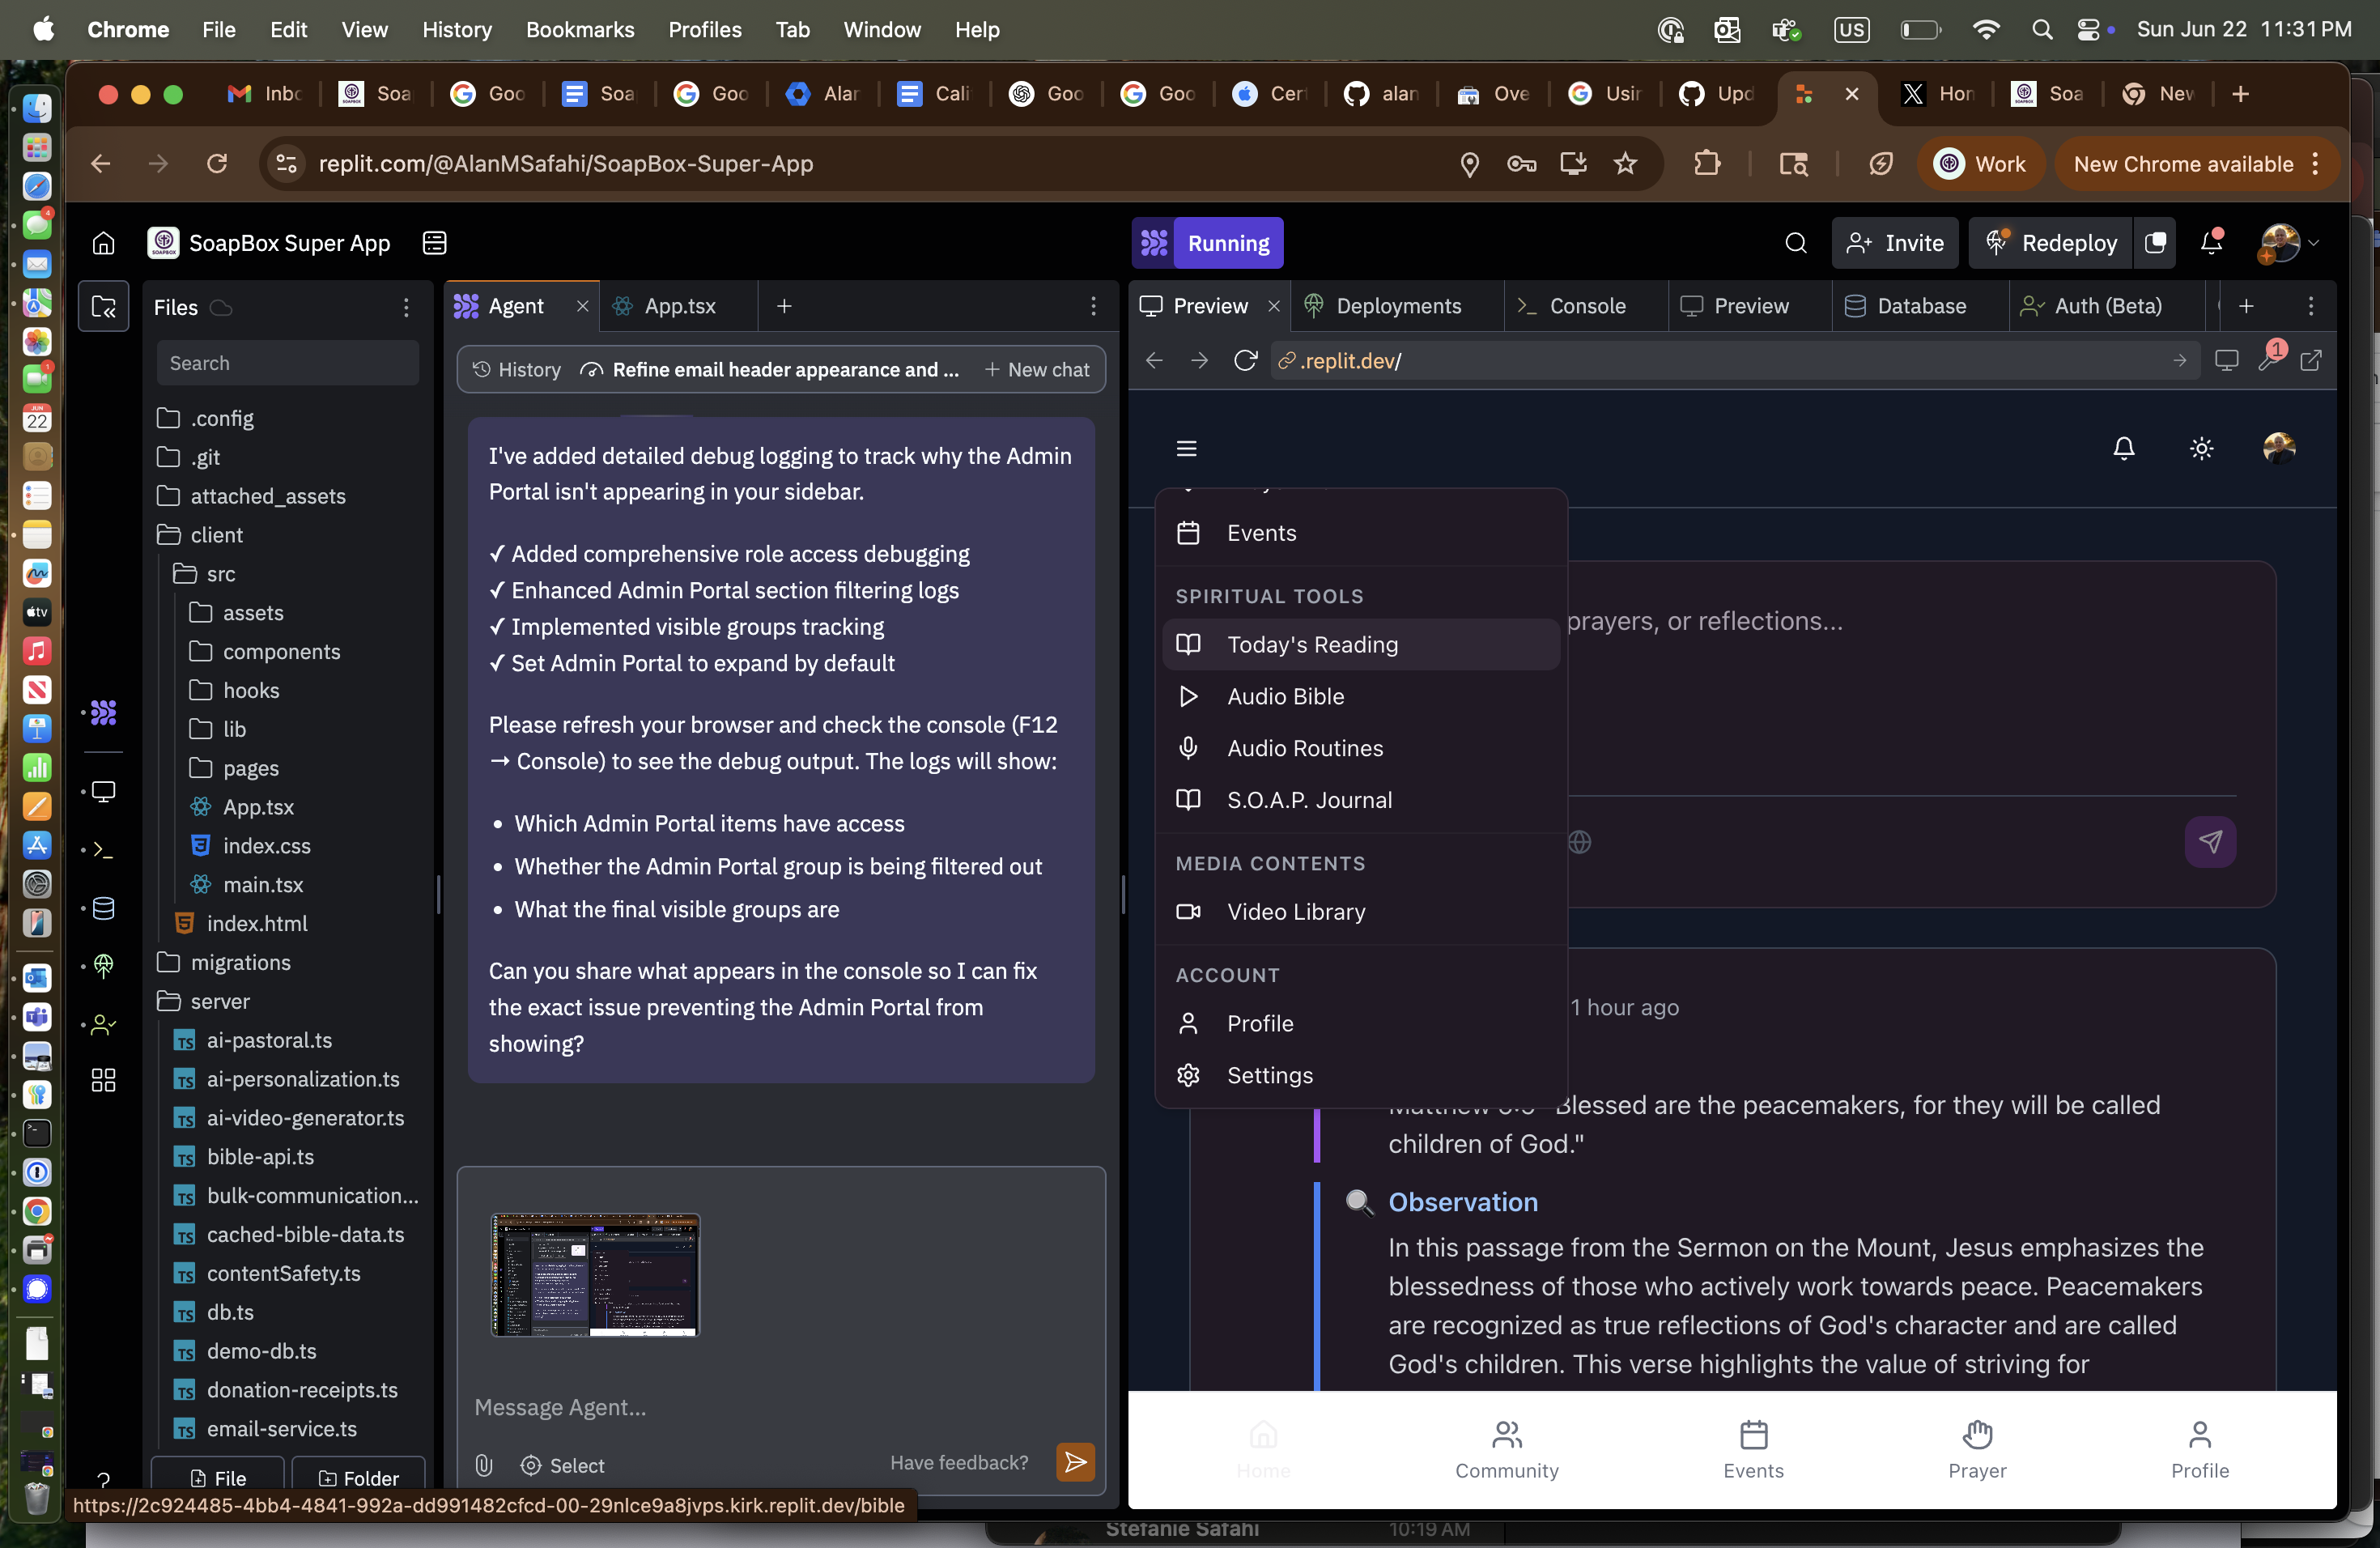 Chrome File Edit View History Bookmarks Profiles Tab Window Help
US
Sun Jun 22 11:31 PM
Inbo
Soa
Goo
Soa
Goo
Alan
Cali
Goo
Goo
Cert
alan
Ove
Usin
Upd
Hom
Soa
New
replit.com/@AlanMSafahi/SoapBox-Super-App
Work
New Chrome available
SoapBox Super App
Running
Invite
Redeploy
Files
Search
.config
.git
attached_assets
client
src
assets
components
hooks
lib
pages
App.tsx
index.css
main.tsx
index.html
migrations
server
ai-pastoral.ts
ai-personalization.ts
ai-video-generator.ts
bible-api.ts
bulk-communication...
cached-bible-data.ts
contentSafety.ts
db.ts
demo-db.ts
donation-receipts.ts
email-service.ts
File
Folder
Agent
App.tsx
History
Refine email header appearance and ...
New chat
I've added detailed debug logging to track why the Admin
Portal isn't appearing in your sidebar.
✓ Added comprehensive role access debugging
✓ Enhanced Admin Portal section filtering logs
✓ Implemented visible groups tracking
✓ Set Admin Portal to expand by default
Please refresh your browser and check the console (F12
→ Console) to see the debug output. The logs will show:
• Which Admin Portal items have access
• Whether the Admin Portal group is being filtered out
• What the final visible groups are
Can you share what appears in the console so I can fix
the exact issue preventing the Admin Portal from
showing?
Message Agent...
Select
Have feedback?
Preview
Deployments
Console
Preview
Database
Auth (Beta)
.replit.dev/
1
Events
SPIRITUAL TOOLS
Today's Reading
Audio Bible
Audio Routines
S.O.A.P. Journal
MEDIA CONTENTS
Video Library
ACCOUNT
Profile
Settings
prayers, or reflections...
1 hour ago
Blessed are the peacemakers, for they will be called
children of God."
Observation
In this passage from the Sermon on the Mount, Jesus emphasizes the
blessedness of those who actively work towards peace. Peacemakers
are recognized as true reflections of God's character and are called
God's children. This verse highlights the value of striving for
Home
Community
Events
Prayer
Profile
https://2c924485-4bb4-4841-992a-dd991482cfcd-00-29nlce9a8jvps.kirk.replit.dev/bible
Stefanie Safahi
10:19 AM
JUN
22
4
1
tv